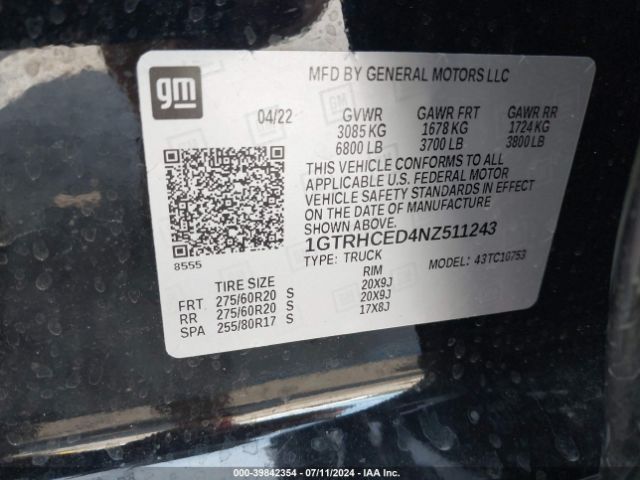 gm
MFD BY GENERAL MOTORS LLC
04/22 GVWR GAWR FRT GAWR RR
3085 KG 1678 KG 1724 KG
6800 LB 3700 LB 3800 LB
THIS VEHICLE CONFORMS TO ALL
APPLICABLE U.S. FEDERAL MOTOR
VEHICLE SAFETY STANDARDS IN EFFECT
ON THE DATE OF MANUFACTURE
SHOWN ABOVE.
1GTRHCED4NZ511243
8555 TYPE: TRUCK MODEL: 43TC10753
TIRE SIZE RIM
FRT 275/60R20 S 20X9J
RR 275/60R20 S 20X9J
SPA 255/80R17 S 17X8J
000-39842354 - 07/11/2024 - IAA Inc.